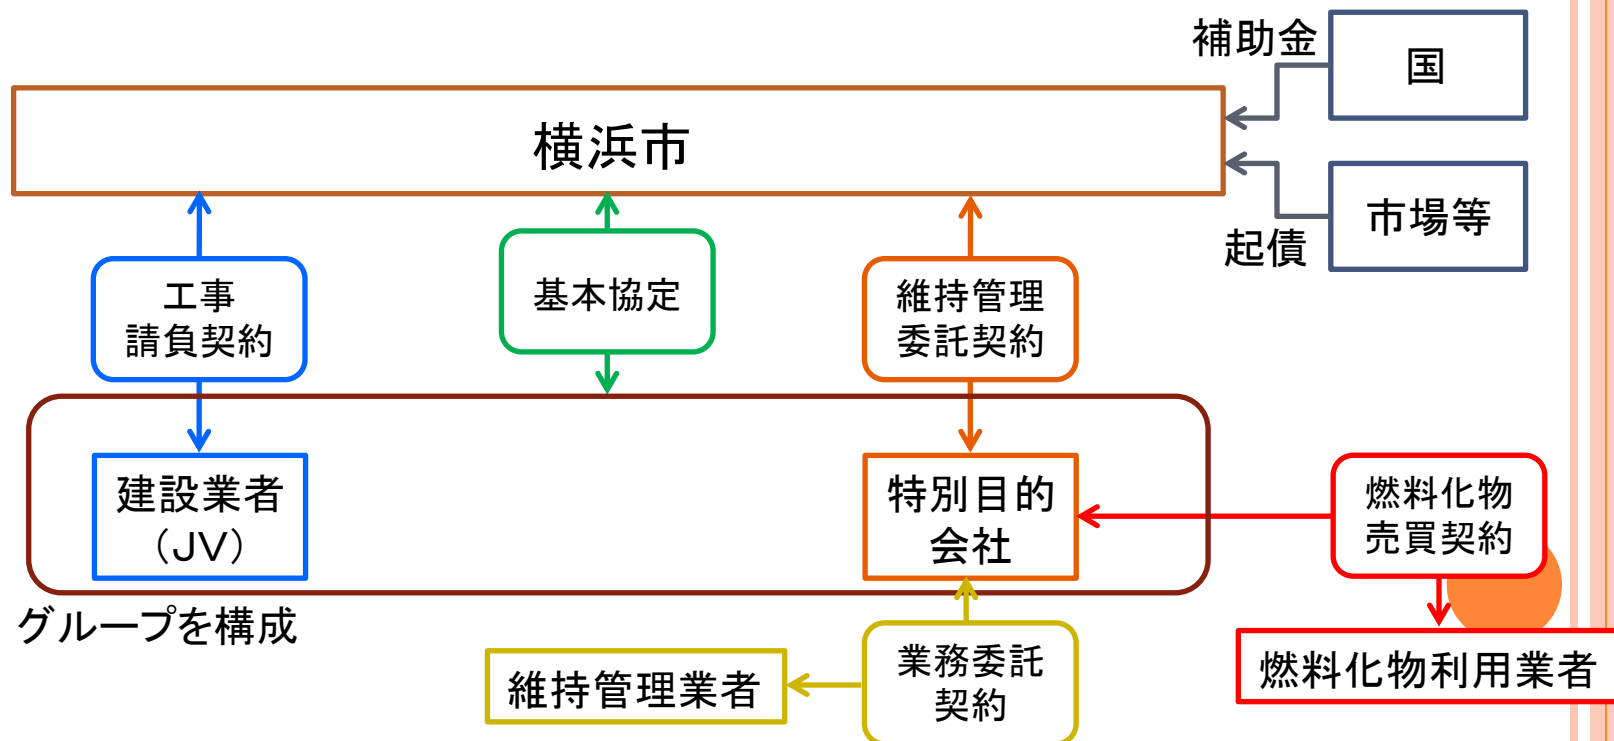 補助金
国
横浜市
市場等
起債
工事
請負契約
基本協定
維持管理
委託契約
建設業者
（JV）
特別目的
会社
燃料化物
売買契約
グループを構成
維持管理業者
業務委託
契約
燃料化物利用業者